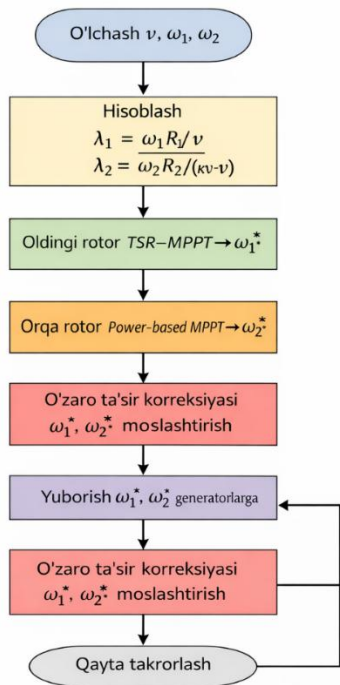 O'lchash ν, ω₁, ω₂
Hisoblash
λ₁ = ω₁R₁/ν
λ₂ = ω₂R₂/(κν-ν)
Oldingi rotor TSR–MPPT → ω₁*
Orqa rotor Power-based MPPT → ω₂*
O'zaro ta'sir korreksiyasi
ω₁*, ω₂* moslashtirish
Yuborish ω₁*, ω₂* generatorlarga
O'zaro ta'sir korreksiyasi
ω₁*, ω₂* moslashtirish
Qayta takrorlash